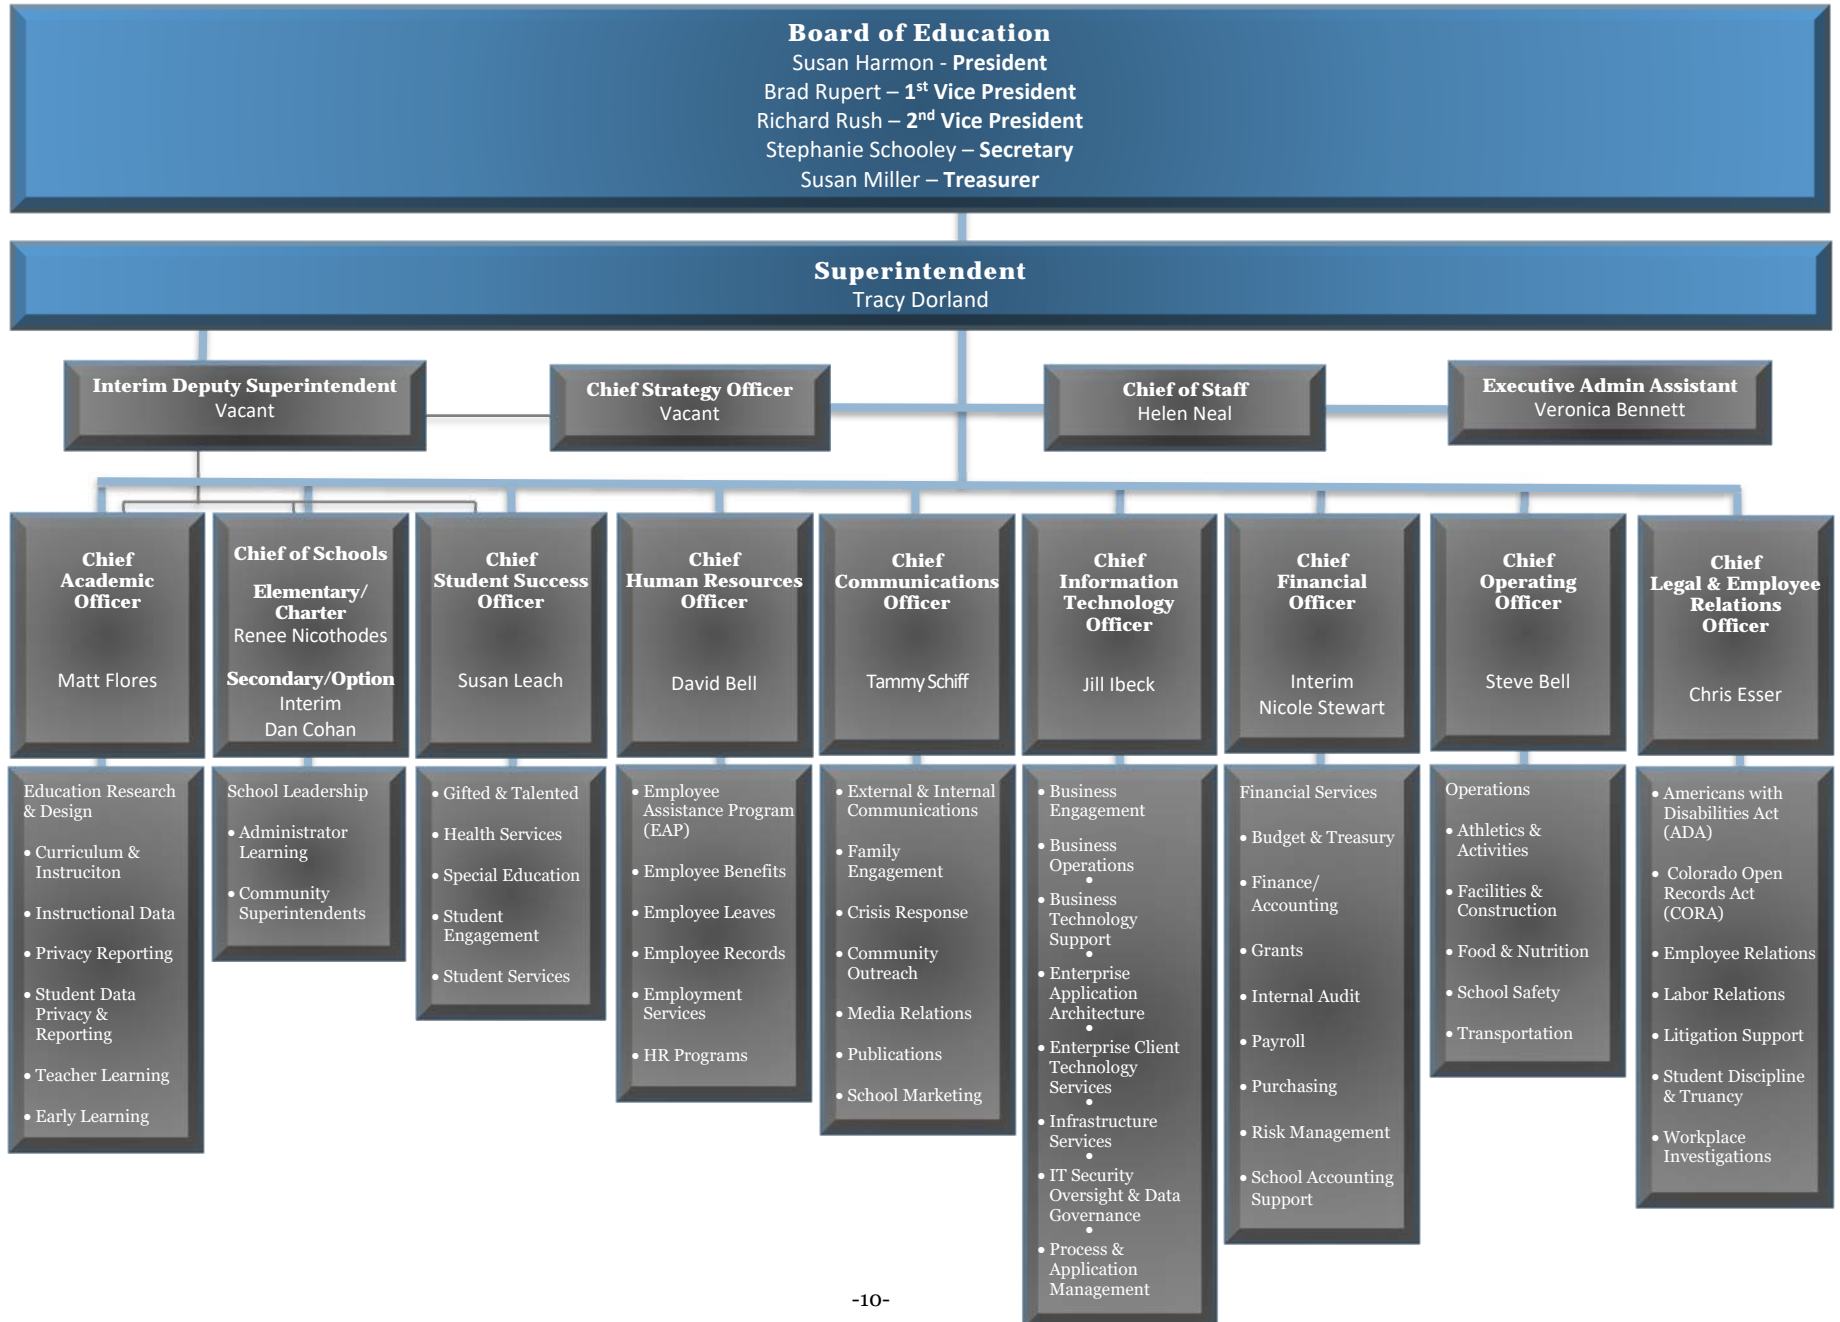 Board of Education
Susan Harmon - President
Brad Rupert – 1st Vice President
Richard Rush – 2nd Vice President
Stephanie Schooley – Secretary
Susan Miller – Treasurer
Superintendent
Tracy Dorland
Interim Deputy Superintendent
Vacant
Chief Strategy Officer
Vacant
Chief of Staff
Helen Neal
Executive Admin Assistant
Veronica Bennett
Chief
Academic
Officer
Matt Flores
Chief of Schools
Elementary/
Charter
Renee Nicothodes
Secondary/Option
Interim
Dan Cohan
Chief
Student Success
Officer
Susan Leach
Chief
Human Resources
Officer
David Bell
Chief
Communications
Officer
Tammy Schiff
Chief
Information
Technology
Officer
Jill Ibeck
Chief
Financial
Officer
Interim
Nicole Stewart
Chief
Operating
Officer
Steve Bell
Chief
Legal & Employee
Relations
Officer
Chris Esser
Education Research
& Design
• Curriculum &
Instruciton
• Instructional Data
• Privacy Reporting
• Student Data
Privacy &
Reporting
• Teacher Learning
• Early Learning
School Leadership
• Administrator
Learning
• Community
Superintendents
• Gifted & Talented
• Health Services
• Special Education
• Student
Engagement
• Student Services
• Employee
Assistance Program
(EAP)
• Employee Benefits
• Employee Leaves
• Employee Records
• Employment
Services
• HR Programs
• External & Internal
Communications
• Family
Engagement
• Crisis Response
• Community
Outreach
• Media Relations
• Publications
• School Marketing
• Business
Engagement
• Business
Operations
•
• Business
Technology
Support
•
• Enterprise
Application
Architecture
•
• Enterprise Client
Technology
Services
•
• Infrastructure
Services
•
• IT Security
Oversight & Data
Governance
•
• Process &
Application
Management
Financial Services
• Budget & Treasury
• Finance/
Accounting
• Grants
• Internal Audit
• Payroll
• Purchasing
• Risk Management
• School Accounting
Support
Operations
• Athletics &
Activities
• Facilities &
Construction
• Food & Nutrition
• School Safety
• Transportation
• Americans with
Disabilities Act
(ADA)
• Colorado Open
Records Act
(CORA)
• Employee Relations
• Labor Relations
• Litigation Support
• Student Discipline
& Truancy
• Workplace
Investigations
-10-